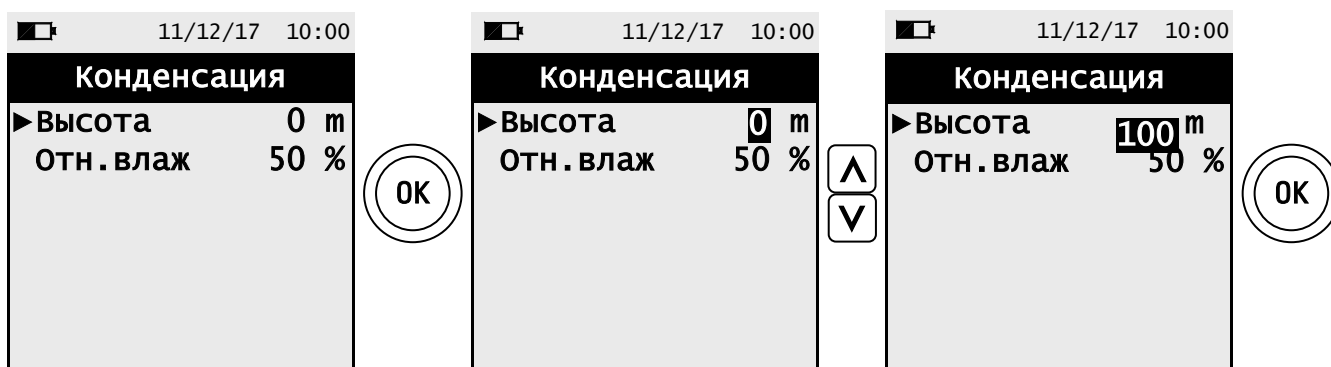 11/12/17 10:00
Конденсация
►Высота 0 m
Отн.влаж 50 %
OK
11/12/17 10:00
Конденсация
►Высота 0 m
Отн.влаж 50 %
11/12/17 10:00
Конденсация
►Высота 100 m
Отн.влаж 50 %
OK